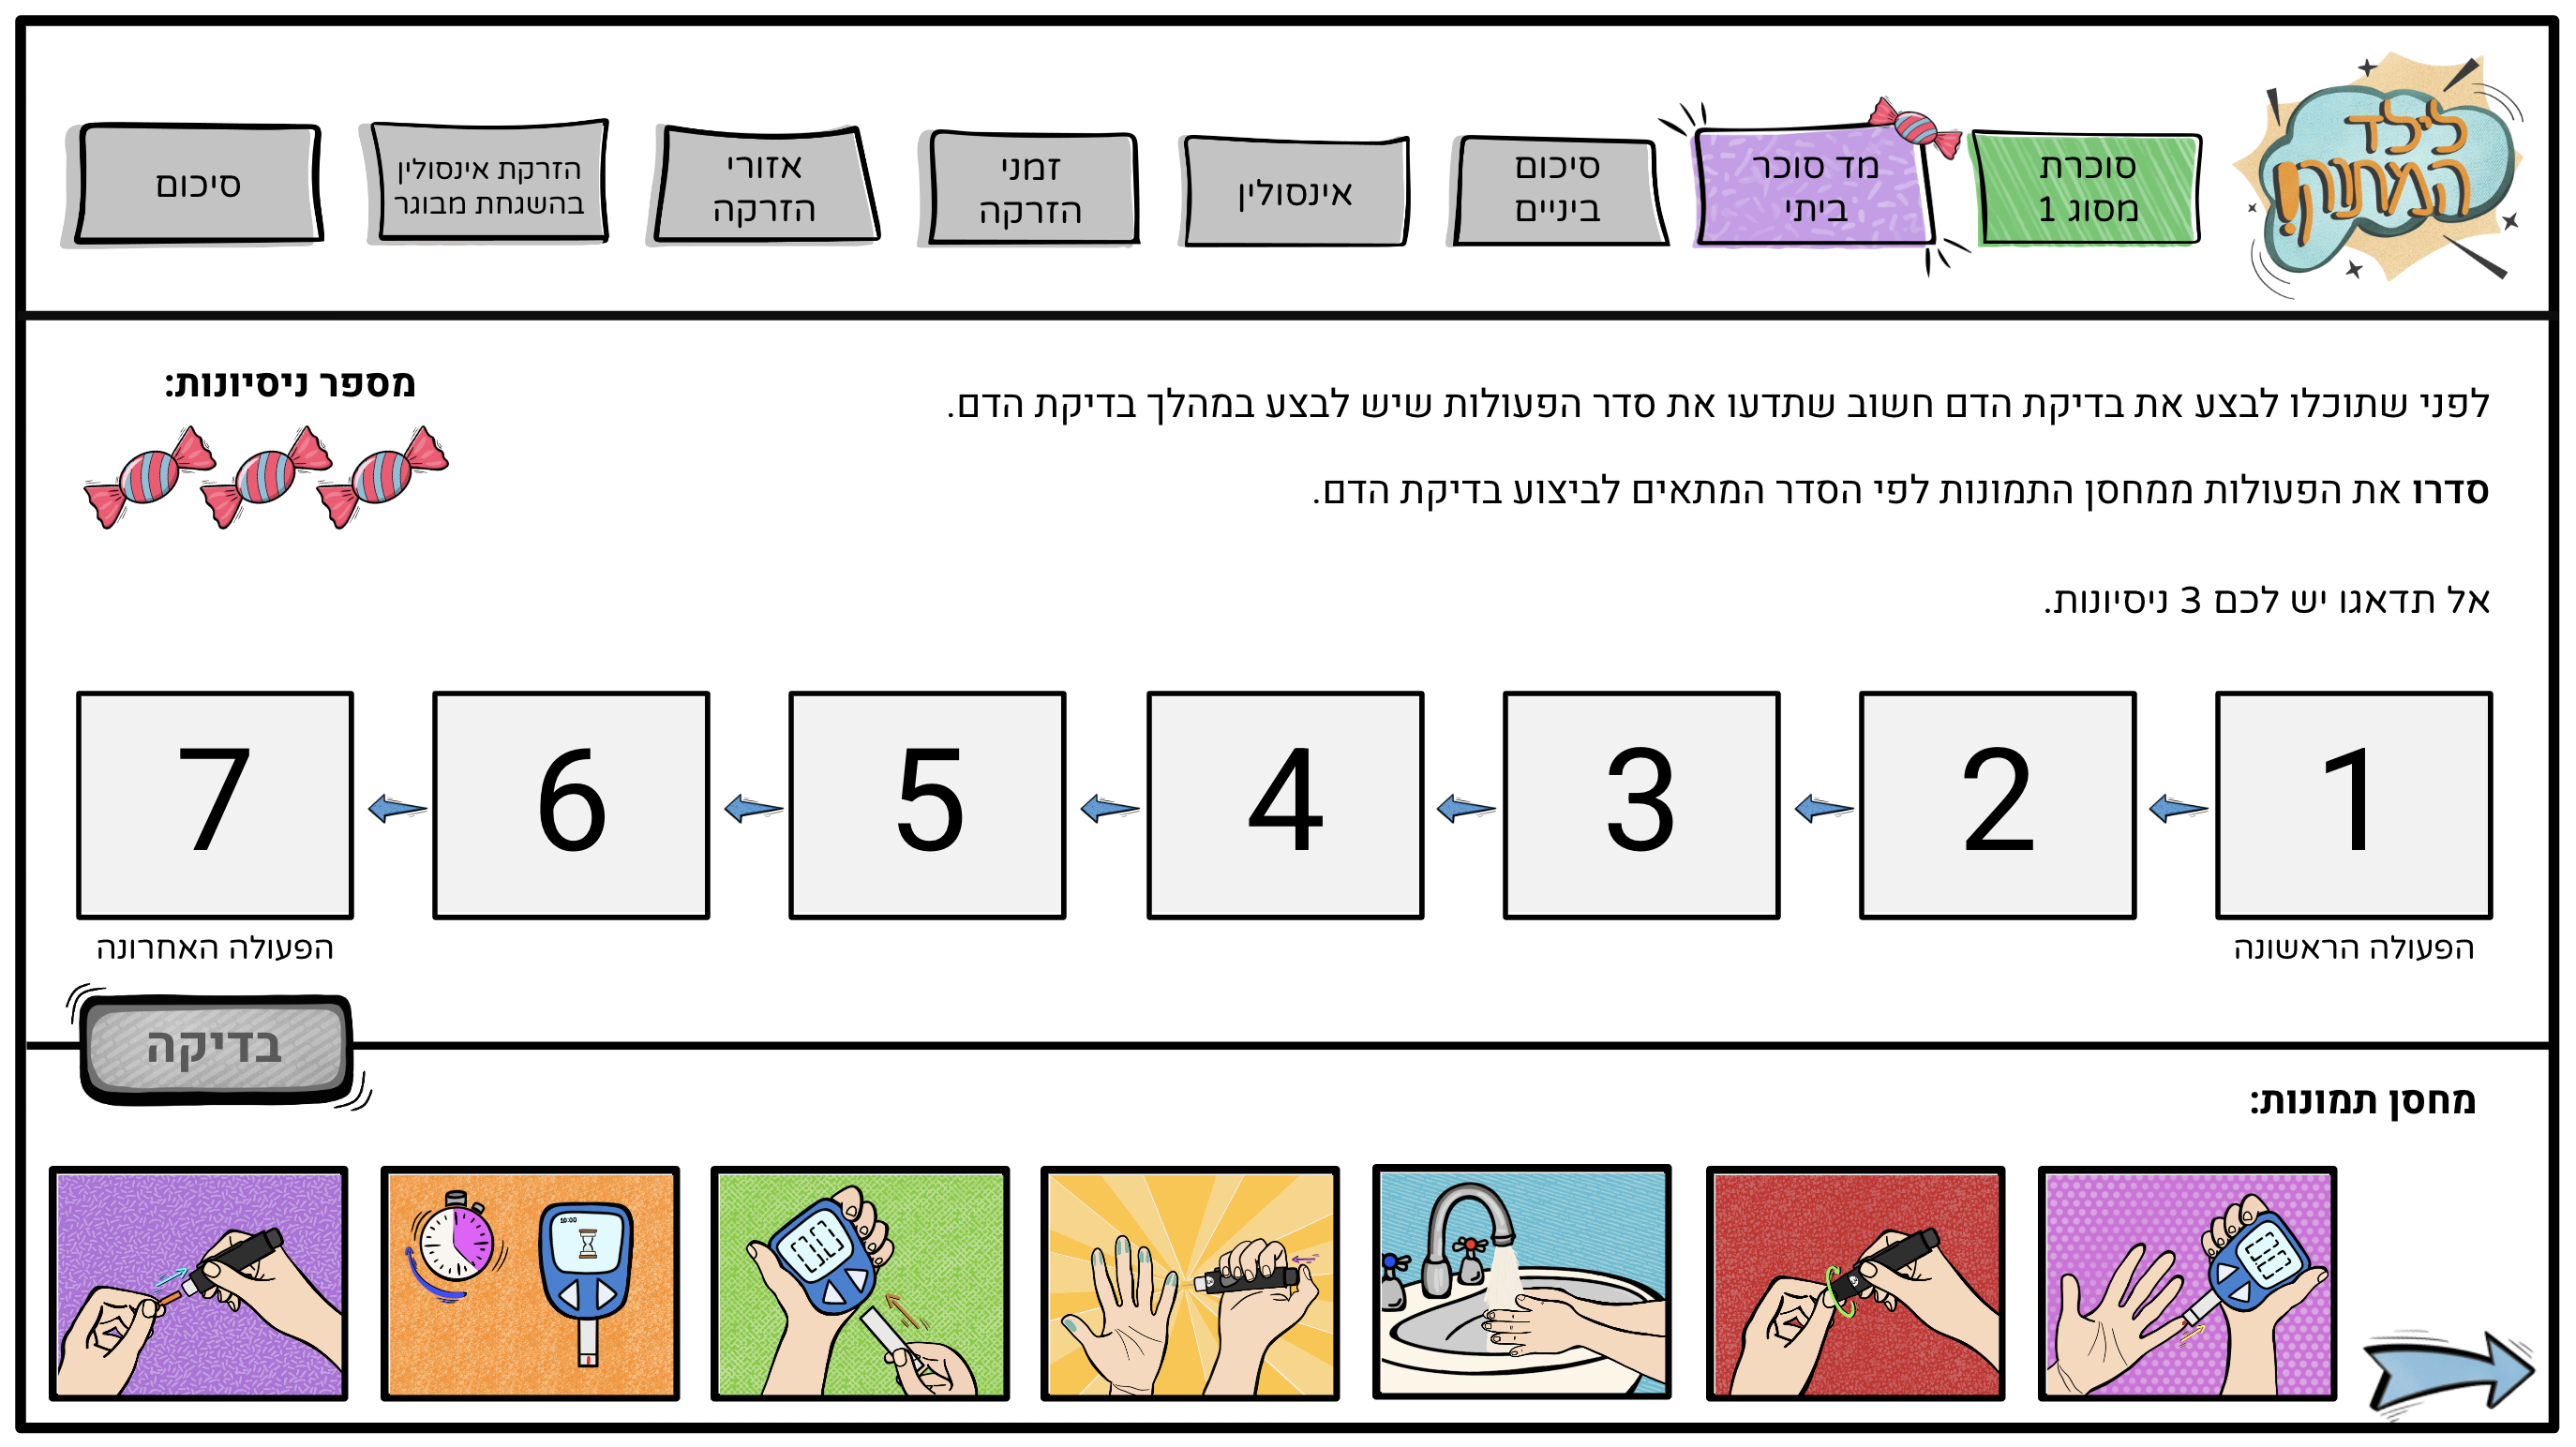 לילד
המתוק!
סוכרת
מסוג 1
מד סוכר
ביתי
סיכום
ביניים
אינסולין
זמני
הזרקה
אזורי
הזרקה
הזרקת אינסולין
בהשגחת מבוגר
סיכום
מספר ניסיונות:
לפני שתוכלו לבצע את בדיקת הדם חשוב שתדעו את סדר הפעולות שיש לבצע במהלך בדיקת הדם.
סדרו את הפעולות ממחסן התמונות לפי הסדר המתאים לביצוע בדיקת הדם.
אל תדאגו יש לכם 3 ניסיונות.
1
2
3
4
5
6
7
הפעולה הראשונה
הפעולה האחרונה
בדיקה
מחסן תמונות: